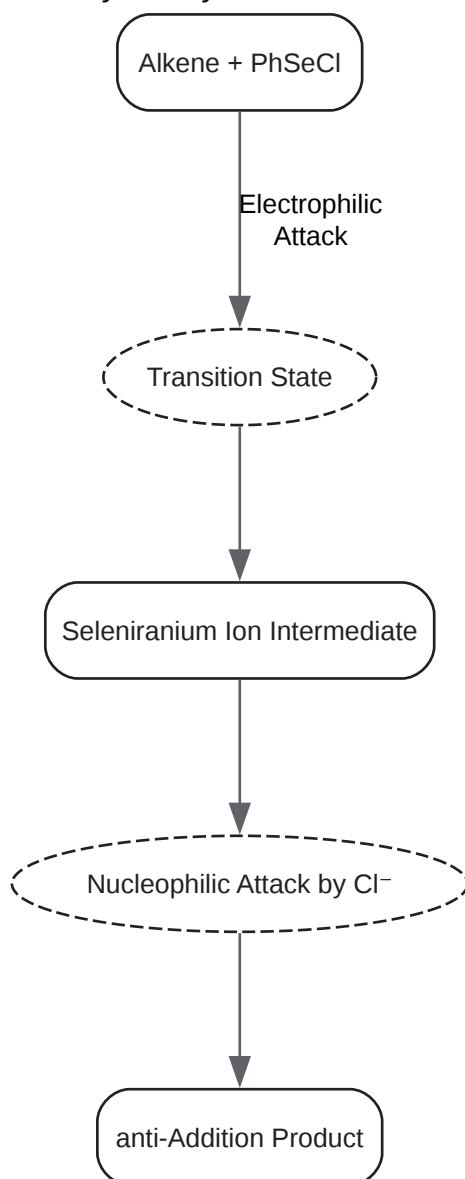 Alkene + PhSeCl
Electrophilic
Attack
Transition State
Seleniranium Ion Intermediate
Nucleophilic Attack by Cl⁻
anti-Addition Product